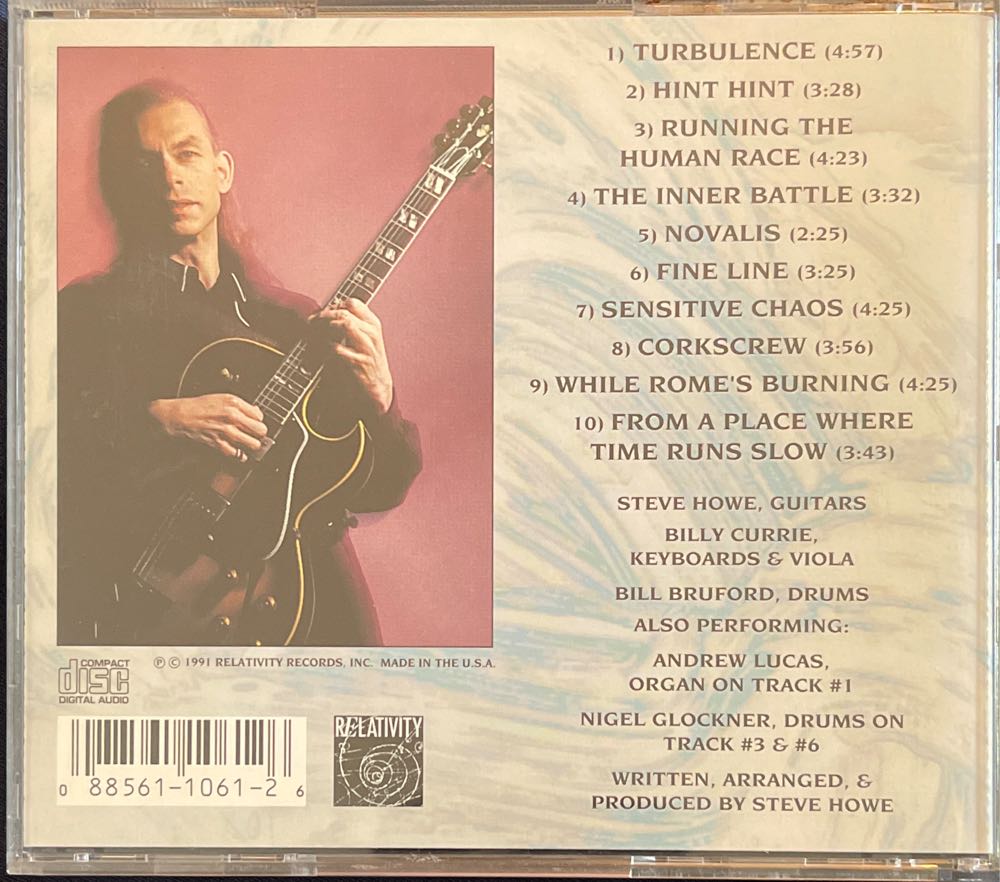 1) TURBULENCE (4:57)
2) HINT HINT (3:28)
3) RUNNING THE
HUMAN RACE (4:23)
4) THE INNER BATTLE (3:32)
5) NOVALIS (2:25)
6) FINE LINE (3:25)
7) SENSITIVE CHAOS (4:25)
8) CORKSCREW (3:56)
9) WHILE ROME'S BURNING (4:25)
10) FROM A PLACE WHERE
TIME RUNS SLOW (3:43)
STEVE HOWE, GUITARS
BILLY CURRIE,
KEYBOARDS & VIOLA
BILL BRUFORD, DRUMS
ALSO PERFORMING:
ANDREW LUCAS,
ORGAN ON TRACK #1
NIGEL GLOCKNER, DRUMS ON
TRACK #3 & #6
WRITTEN, ARRANGED, &
PRODUCED BY STEVE HOWE
COMPACT
disc
DIGITAL AUDIO
℗ © 1991 RELATIVITY RECORDS, INC. MADE IN THE U.S.A.
0 88561-1061-2 6
RELATIVITY